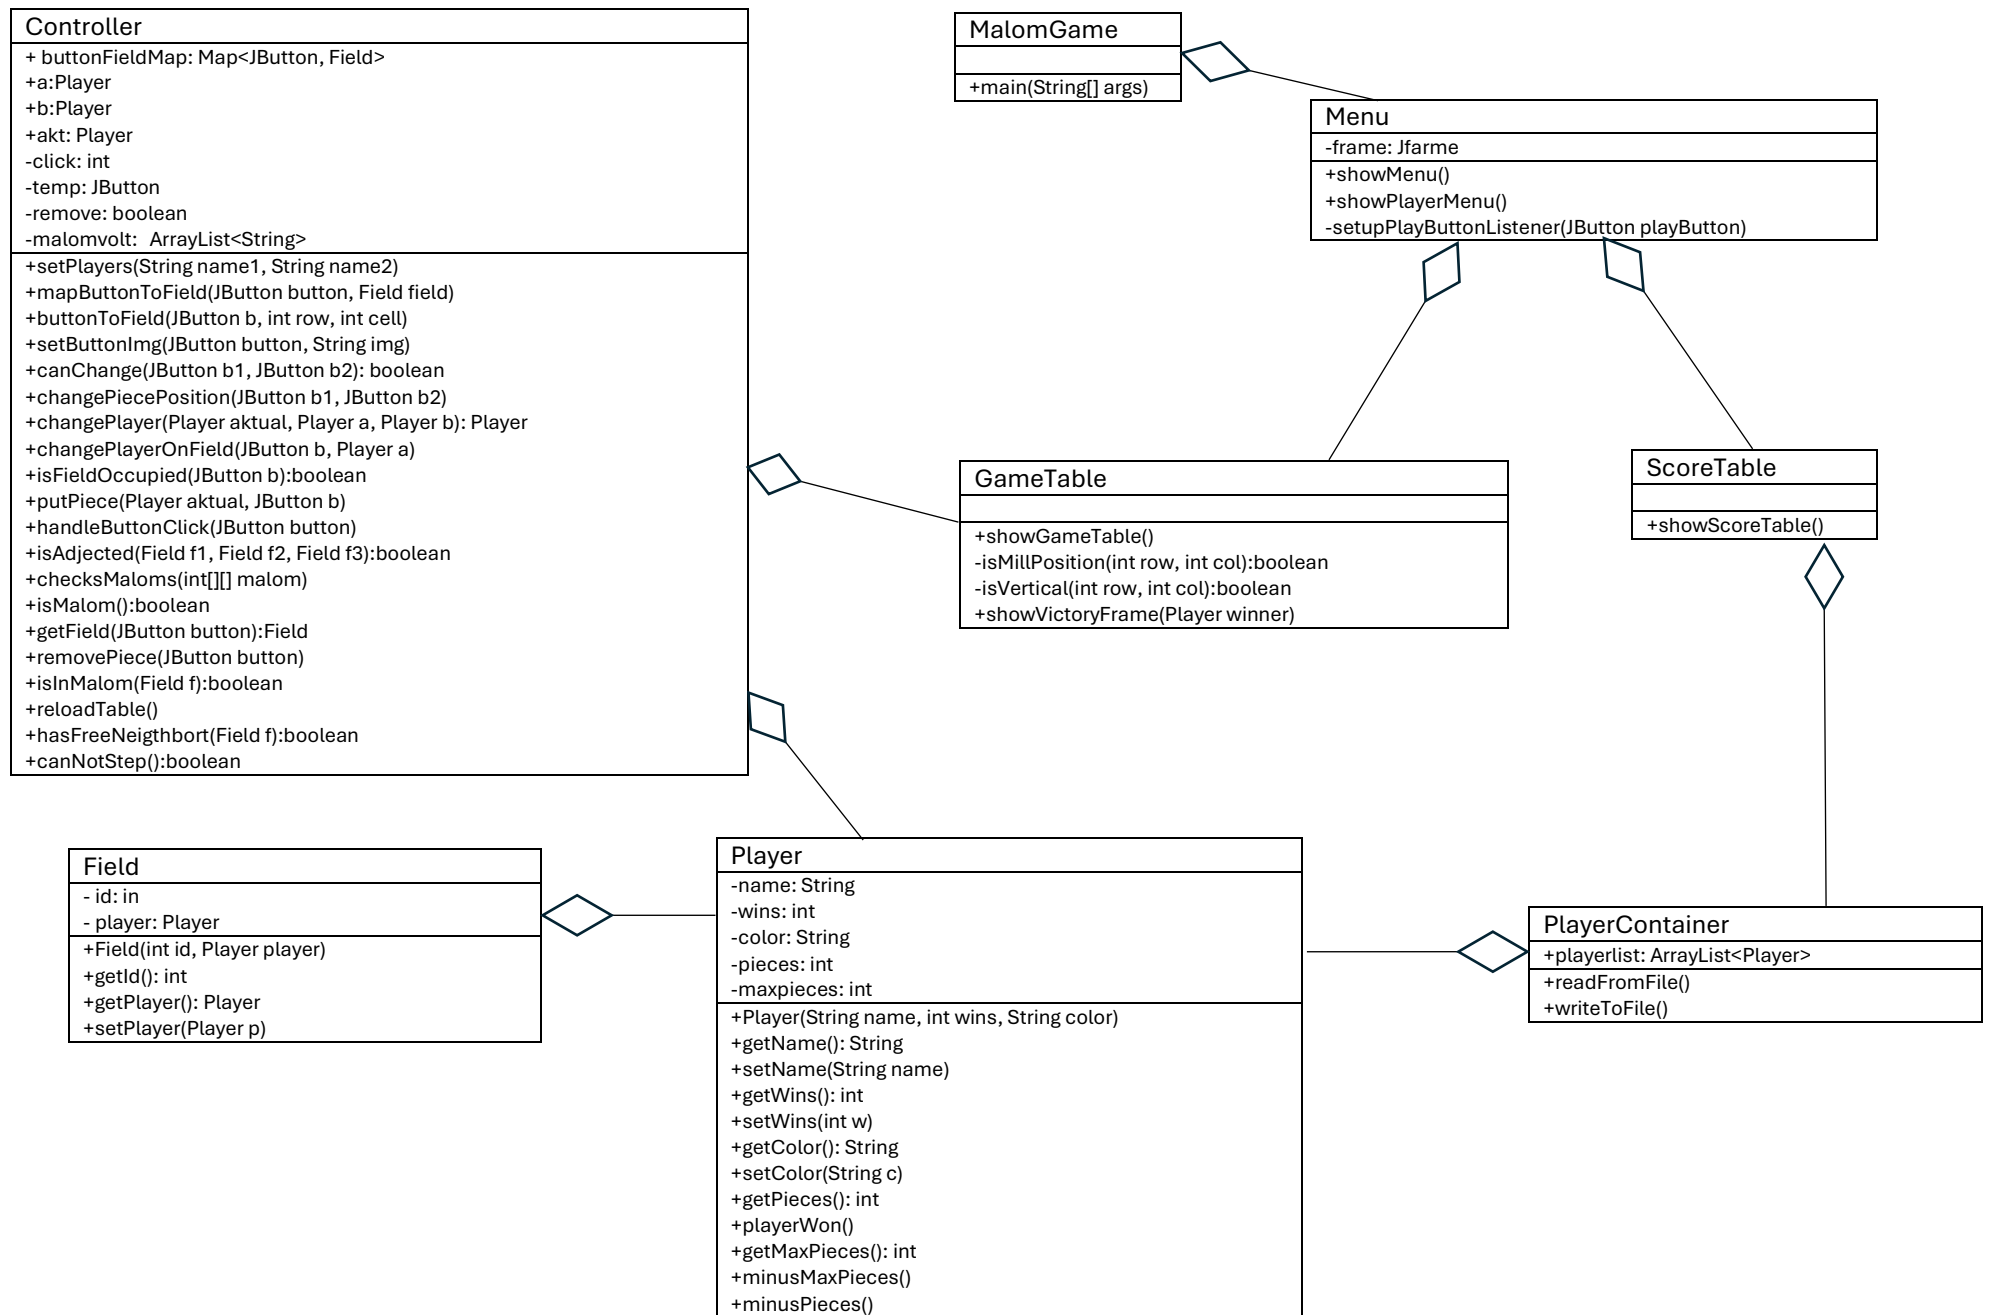 Controller
+ buttonFieldMap: Map<JButton, Field>
+a:Player
+b:Player
+akt: Player
-click: int
-temp: JButton
-remove: boolean
-malomvolt:  ArrayList<String>
+setPlayers(String name1, String name2)
+mapButtonToField(JButton button, Field field)
+buttonToField(JButton b, int row, int cell)
+setButtonImg(JButton button, String img)
+canChange(JButton b1, JButton b2): boolean
+changePiecePosition(JButton b1, JButton b2)
+changePlayer(Player aktual, Player a, Player b): Player
+changePlayerOnField(JButton b, Player a)
+isFieldOccupied(JButton b):boolean
+putPiece(Player aktual, JButton b)
+handleButtonClick(JButton button)
+isAdjected(Field f1, Field f2, Field f3):boolean
+checksMaloms(int[][] malom)
+isMalom():boolean
+getField(JButton button):Field
+removePiece(JButton button)
+isInMalom(Field f):boolean
+reloadTable()
+hasFreeNeigthbort(Field f):boolean
+canNotStep():boolean
MalomGame
+main(String[] args)
Menu
-frame: Jfarme
+showMenu()
+showPlayerMenu()
-setupPlayButtonListener(JButton playButton)
GameTable
+showGameTable()
-isMillPosition(int row, int col):boolean
-isVertical(int row, int col):boolean
+showVictoryFrame(Player winner)
ScoreTable
+showScoreTable()
Field
- id: in
- player: Player
+Field(int id, Player player)
+getId(): int
+getPlayer(): Player
+setPlayer(Player p)
Player
-name: String
-wins: int
-color: String
-pieces: int
-maxpieces: int
+Player(String name, int wins, String color)
+getName(): String
+setName(String name)
+getWins(): int
+setWins(int w)
+getColor(): String
+setColor(String c)
+getPieces(): int
+playerWon()
+getMaxPieces(): int
+minusMaxPieces()
+minusPieces()
PlayerContainer
+playerlist: ArrayList<Player>
+readFromFile()
+writeToFile()